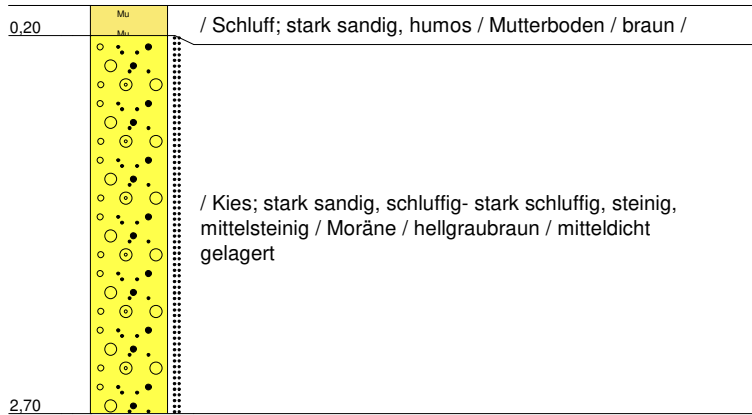 Mu
/ Schluff; stark sandig, humos / Mutterboden / braun /
0,20
Mu
/ Kies; stark sandig, schluffig- stark schluffig, steinig,
mittelsteinig / Moräne / hellgraubraun / mitteldicht
gelagert
2,70